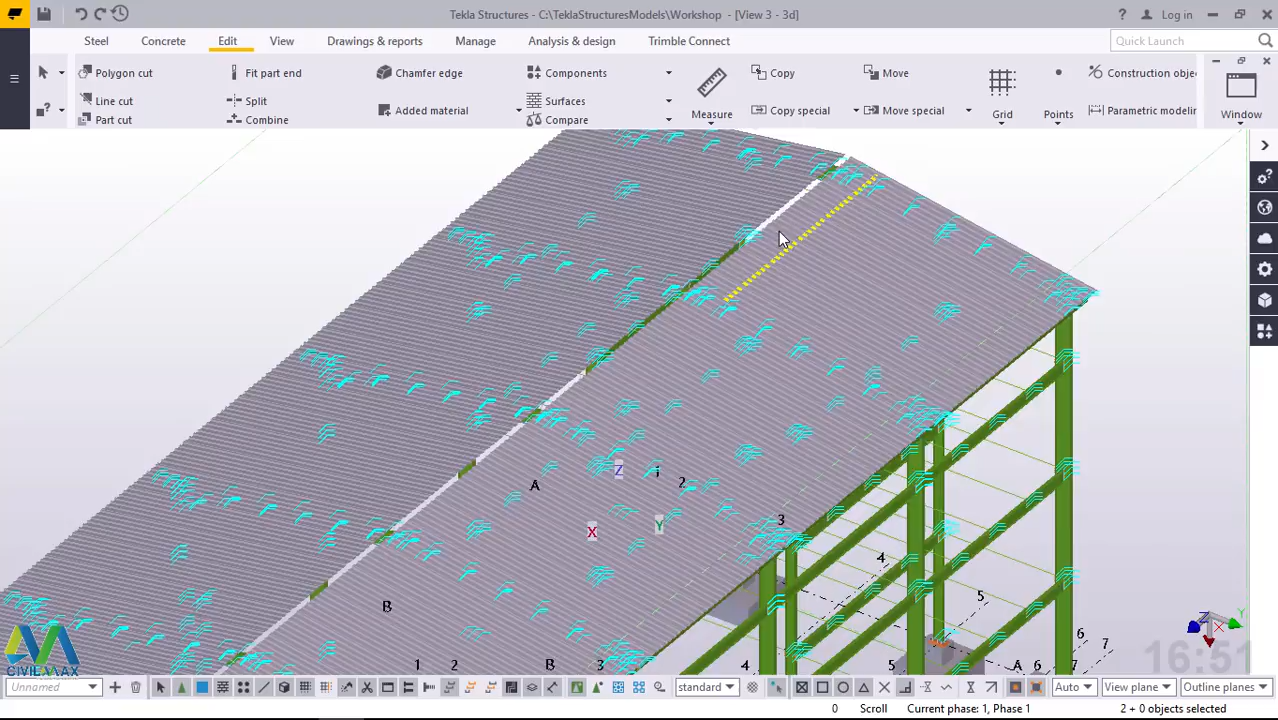 Tekla Structures - C:\TeklaStructuresModels\Workshop - [View 3 - 3d]
? Log in
Steel Concrete Edit View Drawings & reports Manage Analysis & design Trimble Connect Quick Launch
Polygon cut Fit part end Chamfer edge Components Copy Move Construction obje
Line cut Split Added material Surfaces Measure Copy special Move special Grid Points Parametric modelin Window
Part cut Combine Compare
Z 1 2
A
X Y 3
4
5
B
6
7
1 2 B 3 4 5 A 6 7
Z Y X
CIVILMAX
16:51
Unnamed standard Auto View plane Outline planes
0 Scroll Current phase: 1, Phase 1 2 + 0 objects selected